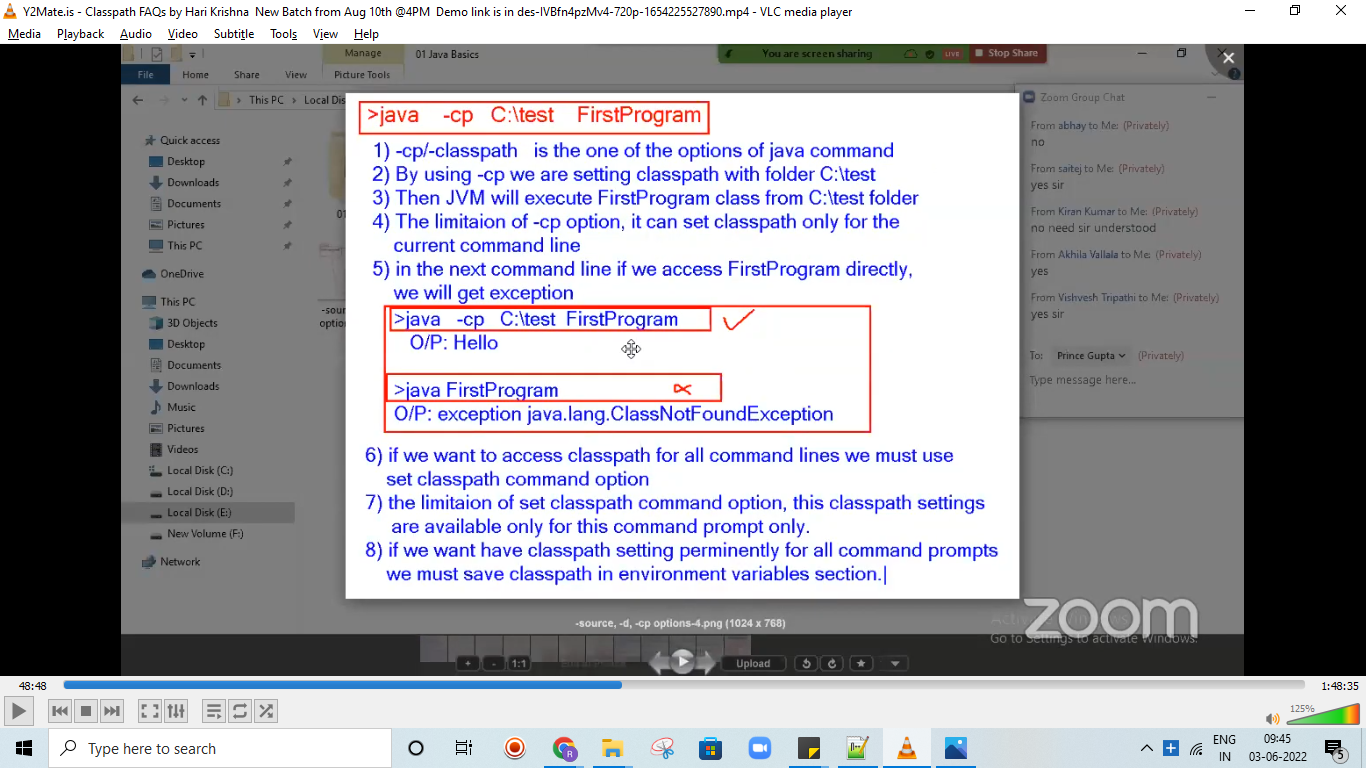 Y2Mate.is - Classpath FAQs by Hari Krishna  New Batch from Aug 10th @4PM  Demo link is in des-IVBfn4pzMv4-720p-1654225527890.mp4 - VLC media player
Media Playback Audio Video Subtitle Tools View Help
Manage 01 Java Basics You are screen sharing LIVE Stop Share
File Home Share View Picture Tools
This PC Local Dis
Quick access
Desktop
Downloads
Documents
Pictures
This PC
OneDrive
This PC
3D Objects
Desktop
Documents
Downloads
Music
Pictures
Videos
Local Disk (C:)
Local Disk (D:)
Local Disk (E:)
New Volume (F:)
Network
01
-sour
option
>java -cp C:\test FirstProgram
1) -cp/-classpath is the one of the options of java command
2) By using -cp we are setting classpath with folder C:\test
3) Then JVM will execute FirstProgram class from C:\test folder
4) The limitaion of -cp option, it can set classpath only for the
current command line
5) in the next command line if we access FirstProgram directly,
we will get exception
>java -cp C:\test FirstProgram
O/P: Hello
>java FirstProgram
O/P: exception java.lang.ClassNotFoundException
6) if we want to access classpath for all command lines we must use
set classpath command option
7) the limitaion of set classpath command option, this classpath settings
are available only for this command prompt only.
8) if we want have classpath setting perminently for all command prompts
we must save classpath in environment variables section.
Zoom Group Chat
From abhay to Me: (Privately)
no
From saitej to Me: (Privately)
yes sir
From Kiran Kumar to Me: (Privately)
no need sir understood
From Akhila Vallala to Me: (Privately)
yes
From Vishvesh Tripathi to Me: (Privately)
yes sir
To: Prince Gupta (Privately)
Type message here...
-source, -d, -cp options-4.png (1024 x 768)
zoom
Activate Windows
Go to Settings to activate Windows.
+ - 1:1 Upload
48:48 1:48:35
125%
Type here to search
ENG
IN
09:45
03-06-2022
5